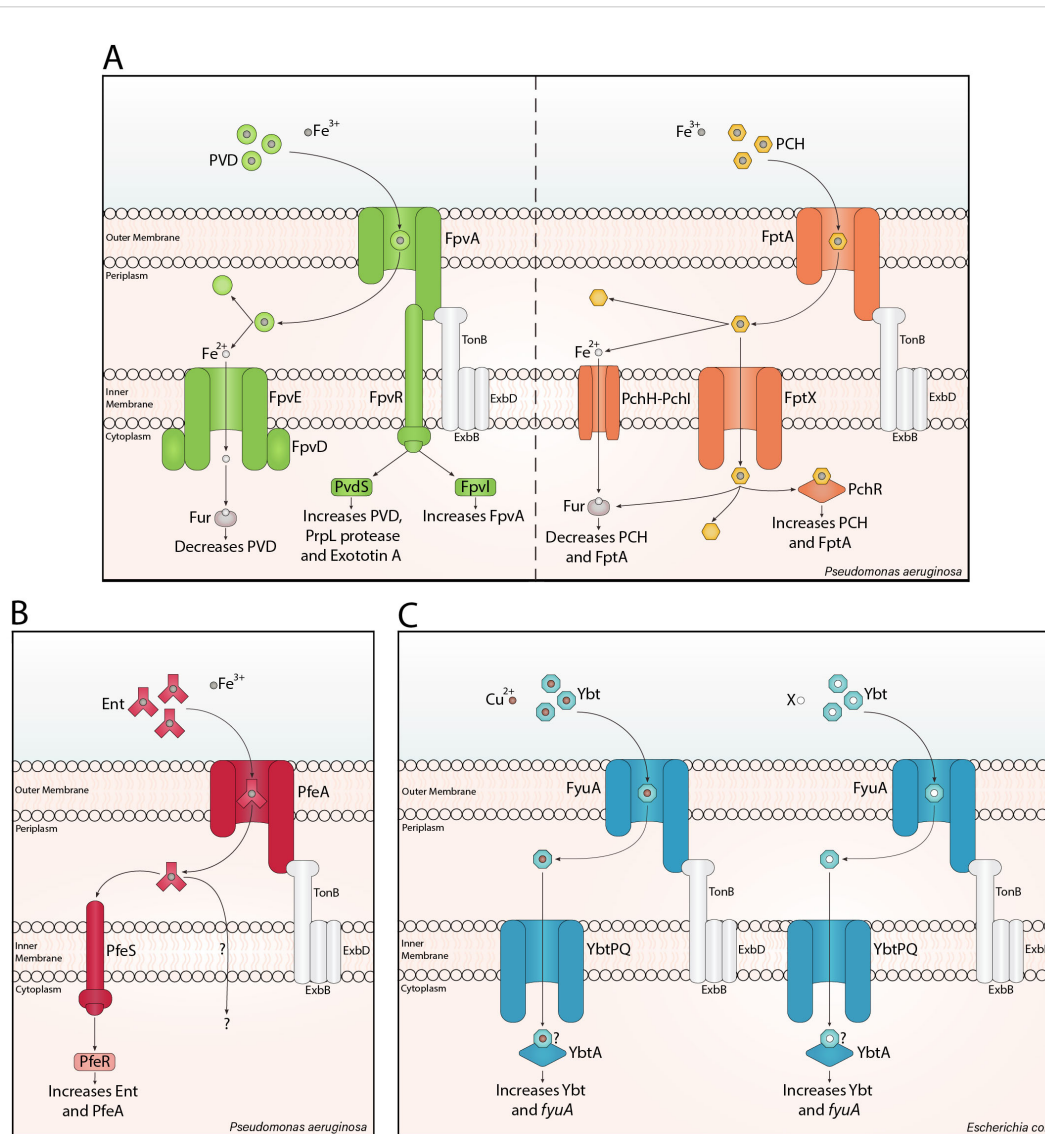 A
Fe3+
PVD
Fe3+
PCH
Outer Membrane
FpvA
FptA
Periplasm
Fe2+
TonB
Fe2+
TonB
Inner
Membrane
FpvE
FpvR
ExbD
PchH-PchI
FptX
ExbD
Cytoplasm
ExbB
ExbB
FpvD
PvdS
FpvI
PchR
Fur
Increases PVD,
PrpL protease
and Exototin A
Increases FpvA
Fur
Increases PCH
and FptA
Decreases PVD
Decreases PCH
and FptA
Pseudomonas aeruginosa
B
Ent
Fe3+
Outer Membrane
PfeA
Periplasm
TonB
Inner
Membrane
PfeS
?
ExbD
Cytoplasm
ExbB
?
PfeR
Increases Ent
and PfeA
Pseudomonas aeruginosa
C
Cu2+
Ybt
X
Ybt
Outer Membrane
FyuA
FyuA
Periplasm
TonB
TonB
Inner
Membrane
YbtPQ
ExbD
YbtPQ
Cytoplasm
ExbB
ExbB
?
YbtA
?
YbtA
Increases Ybt
and fyuA
Increases Ybt
and fyuA
Escherichia